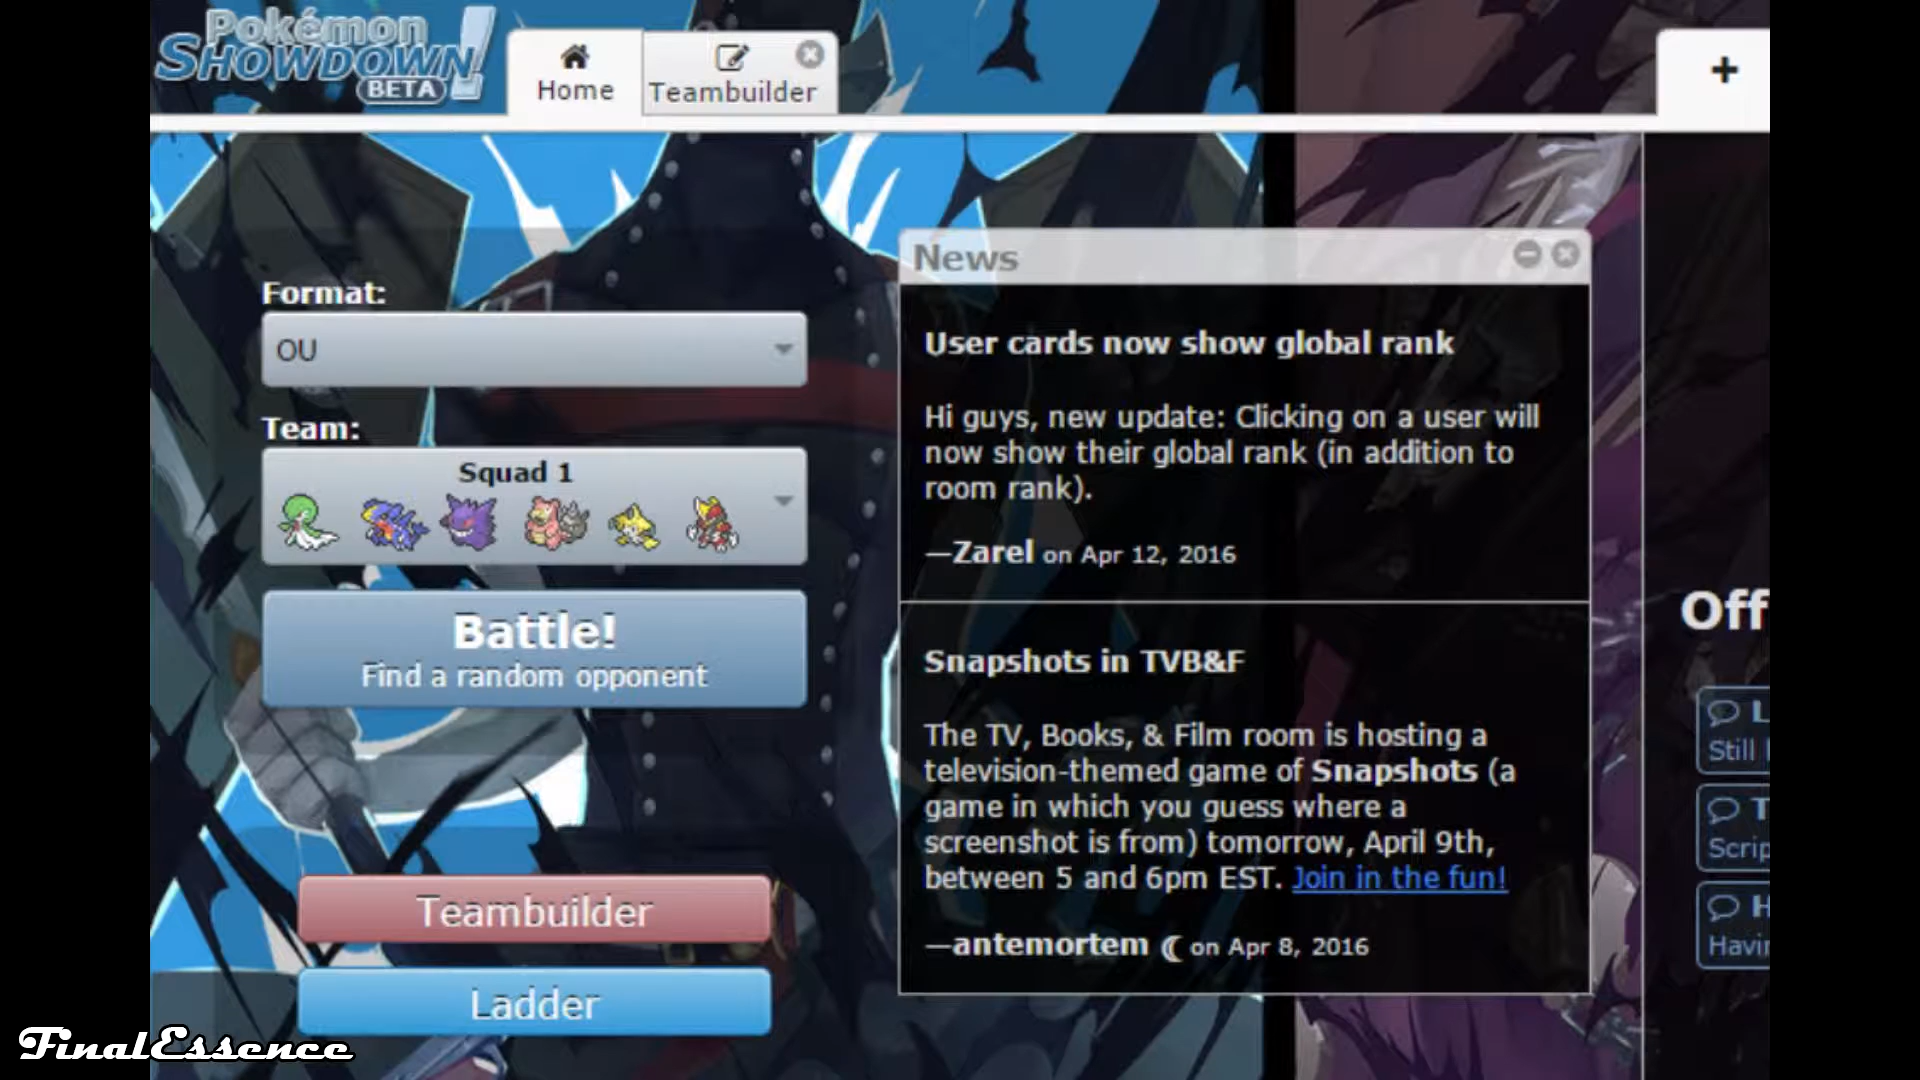 Pokémon
SHOWDOWN!
BETA
Home
Teambuilder
+
Format:
OU
Team:
Squad 1
Battle!
Find a random opponent
Teambuilder
Ladder
News
User cards now show global rank
Hi guys, new update: Clicking on a user will
now show their global rank (in addition to
room rank).
—Zarel on Apr 12, 2016
Snapshots in TVB&F
The TV, Books, & Film room is hosting a
television-themed game of Snapshots (a
game in which you guess where a
screenshot is from) tomorrow, April 9th,
between 5 and 6pm EST. Join in the fun!
—antemortem on Apr 8, 2016
Off
L
Still
T
Scrip
H
Havin
FinalEssence